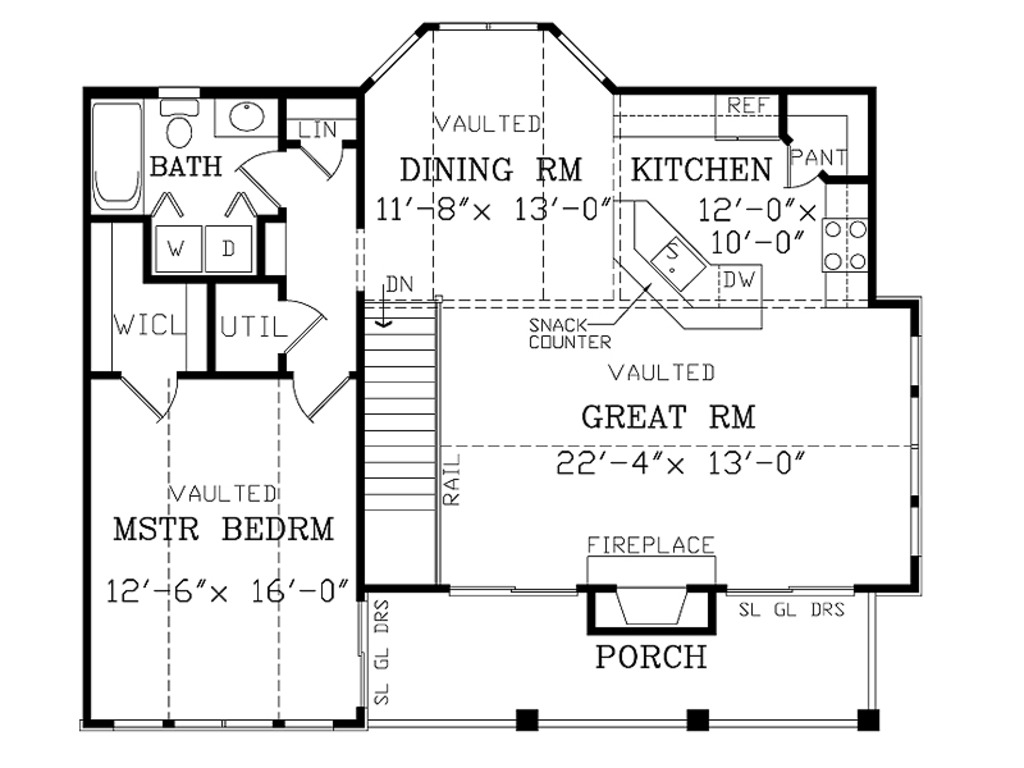 REF
LIN
VAULTED
BATH
DINING RM
KITCHEN
PANT
11'-8"x 13'-0"
12'-0"x
10'-0"
W
D
S
DW
DN
WICL
UTIL
SNACK
COUNTER
VAULTED
GREAT RM
22'-4"x 13'-0"
RAIL
VAULTED
MSTR BEDRM
FIREPLACE
12'-6"x 16'-0"
SL GL DRS
SL GL DRS
PORCH